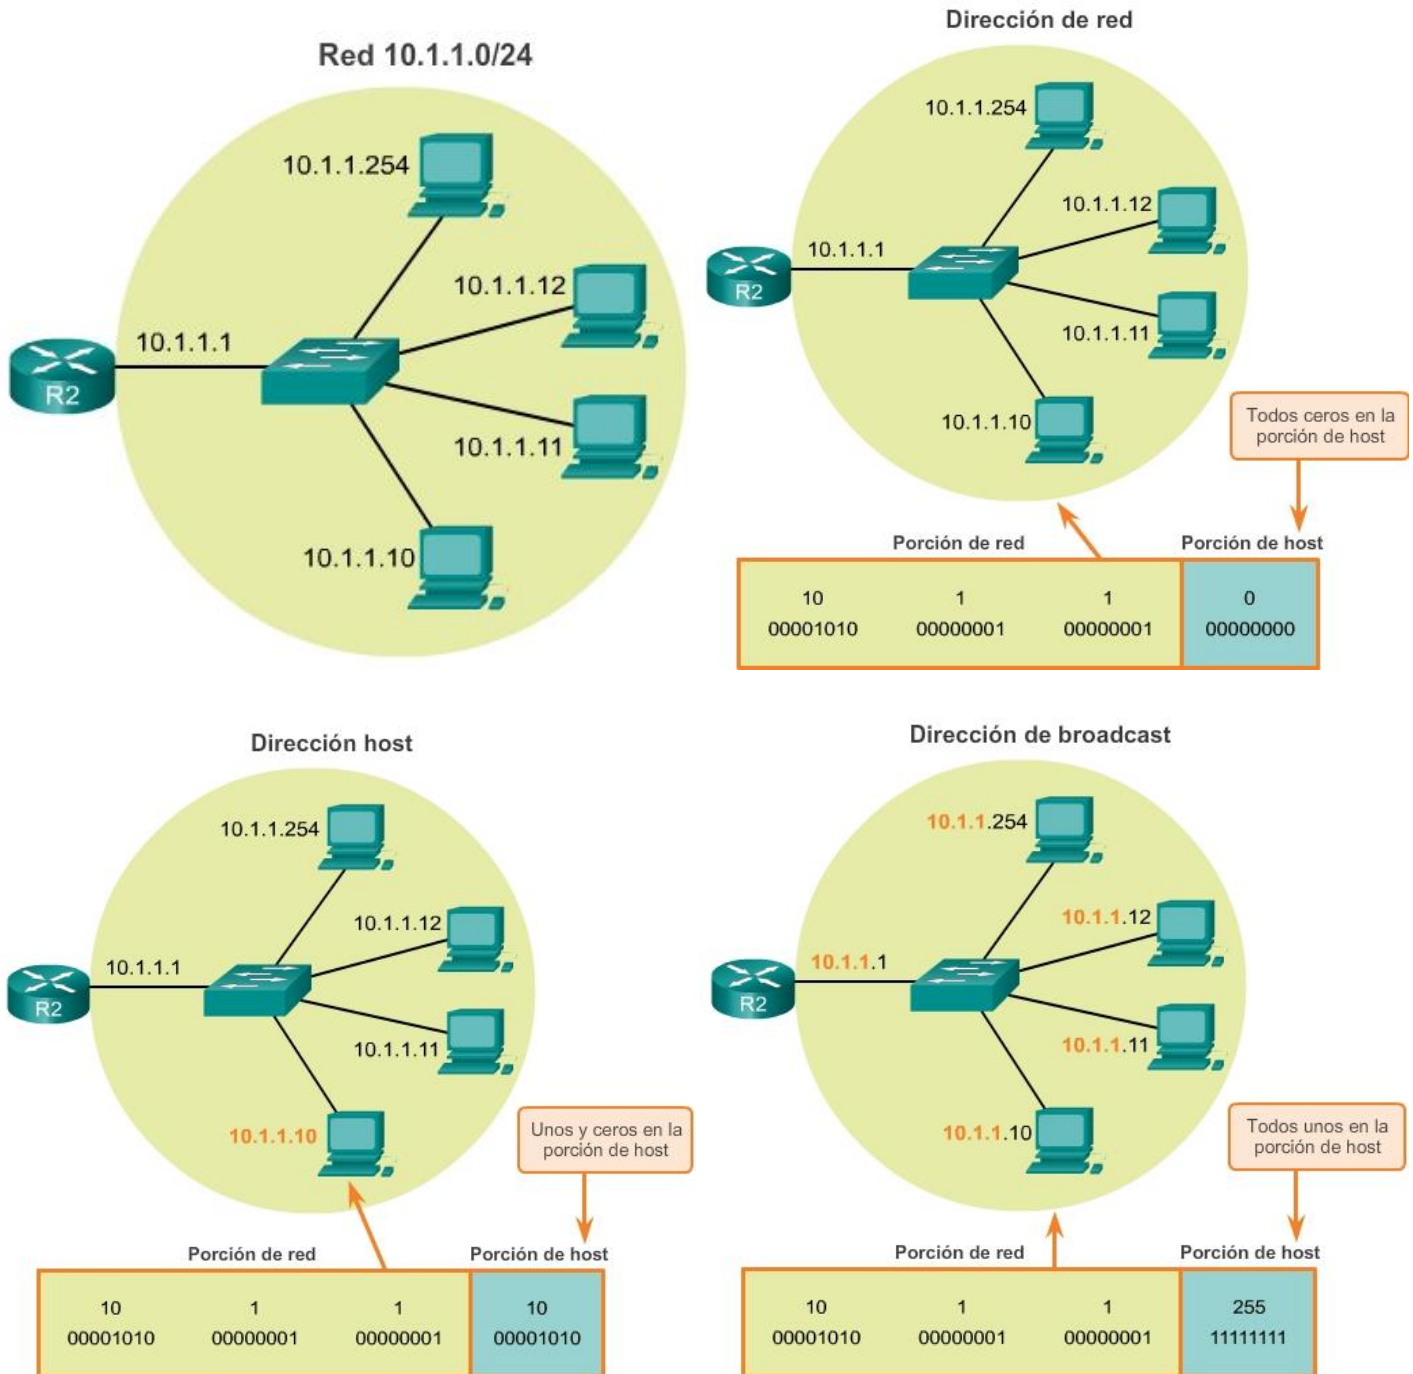 Red 10.1.1.0/24
10.1.1.254
10.1.1.12
10.1.1.1
R2
10.1.1.11
10.1.1.10
Dirección de red
10.1.1.254
10.1.1.12
10.1.1.1
R2
10.1.1.11
10.1.1.10
Todos ceros en la
porción de host
Porción de red Porción de host
10 1 1 0
00001010 00000001 00000001 00000000
Dirección host
10.1.1.254
10.1.1.12
10.1.1.1
R2
10.1.1.11
10.1.1.10
Unos y ceros en la
porción de host
Porción de red Porción de host
10 1 1 10
00001010 00000001 00000001 00001010
Dirección de broadcast
10.1.1.254
10.1.1.12
10.1.1.1
R2
10.1.1.11
10.1.1.10
Todos unos en la
porción de host
Porción de red Porción de host
10 1 1 255
00001010 00000001 00000001 11111111